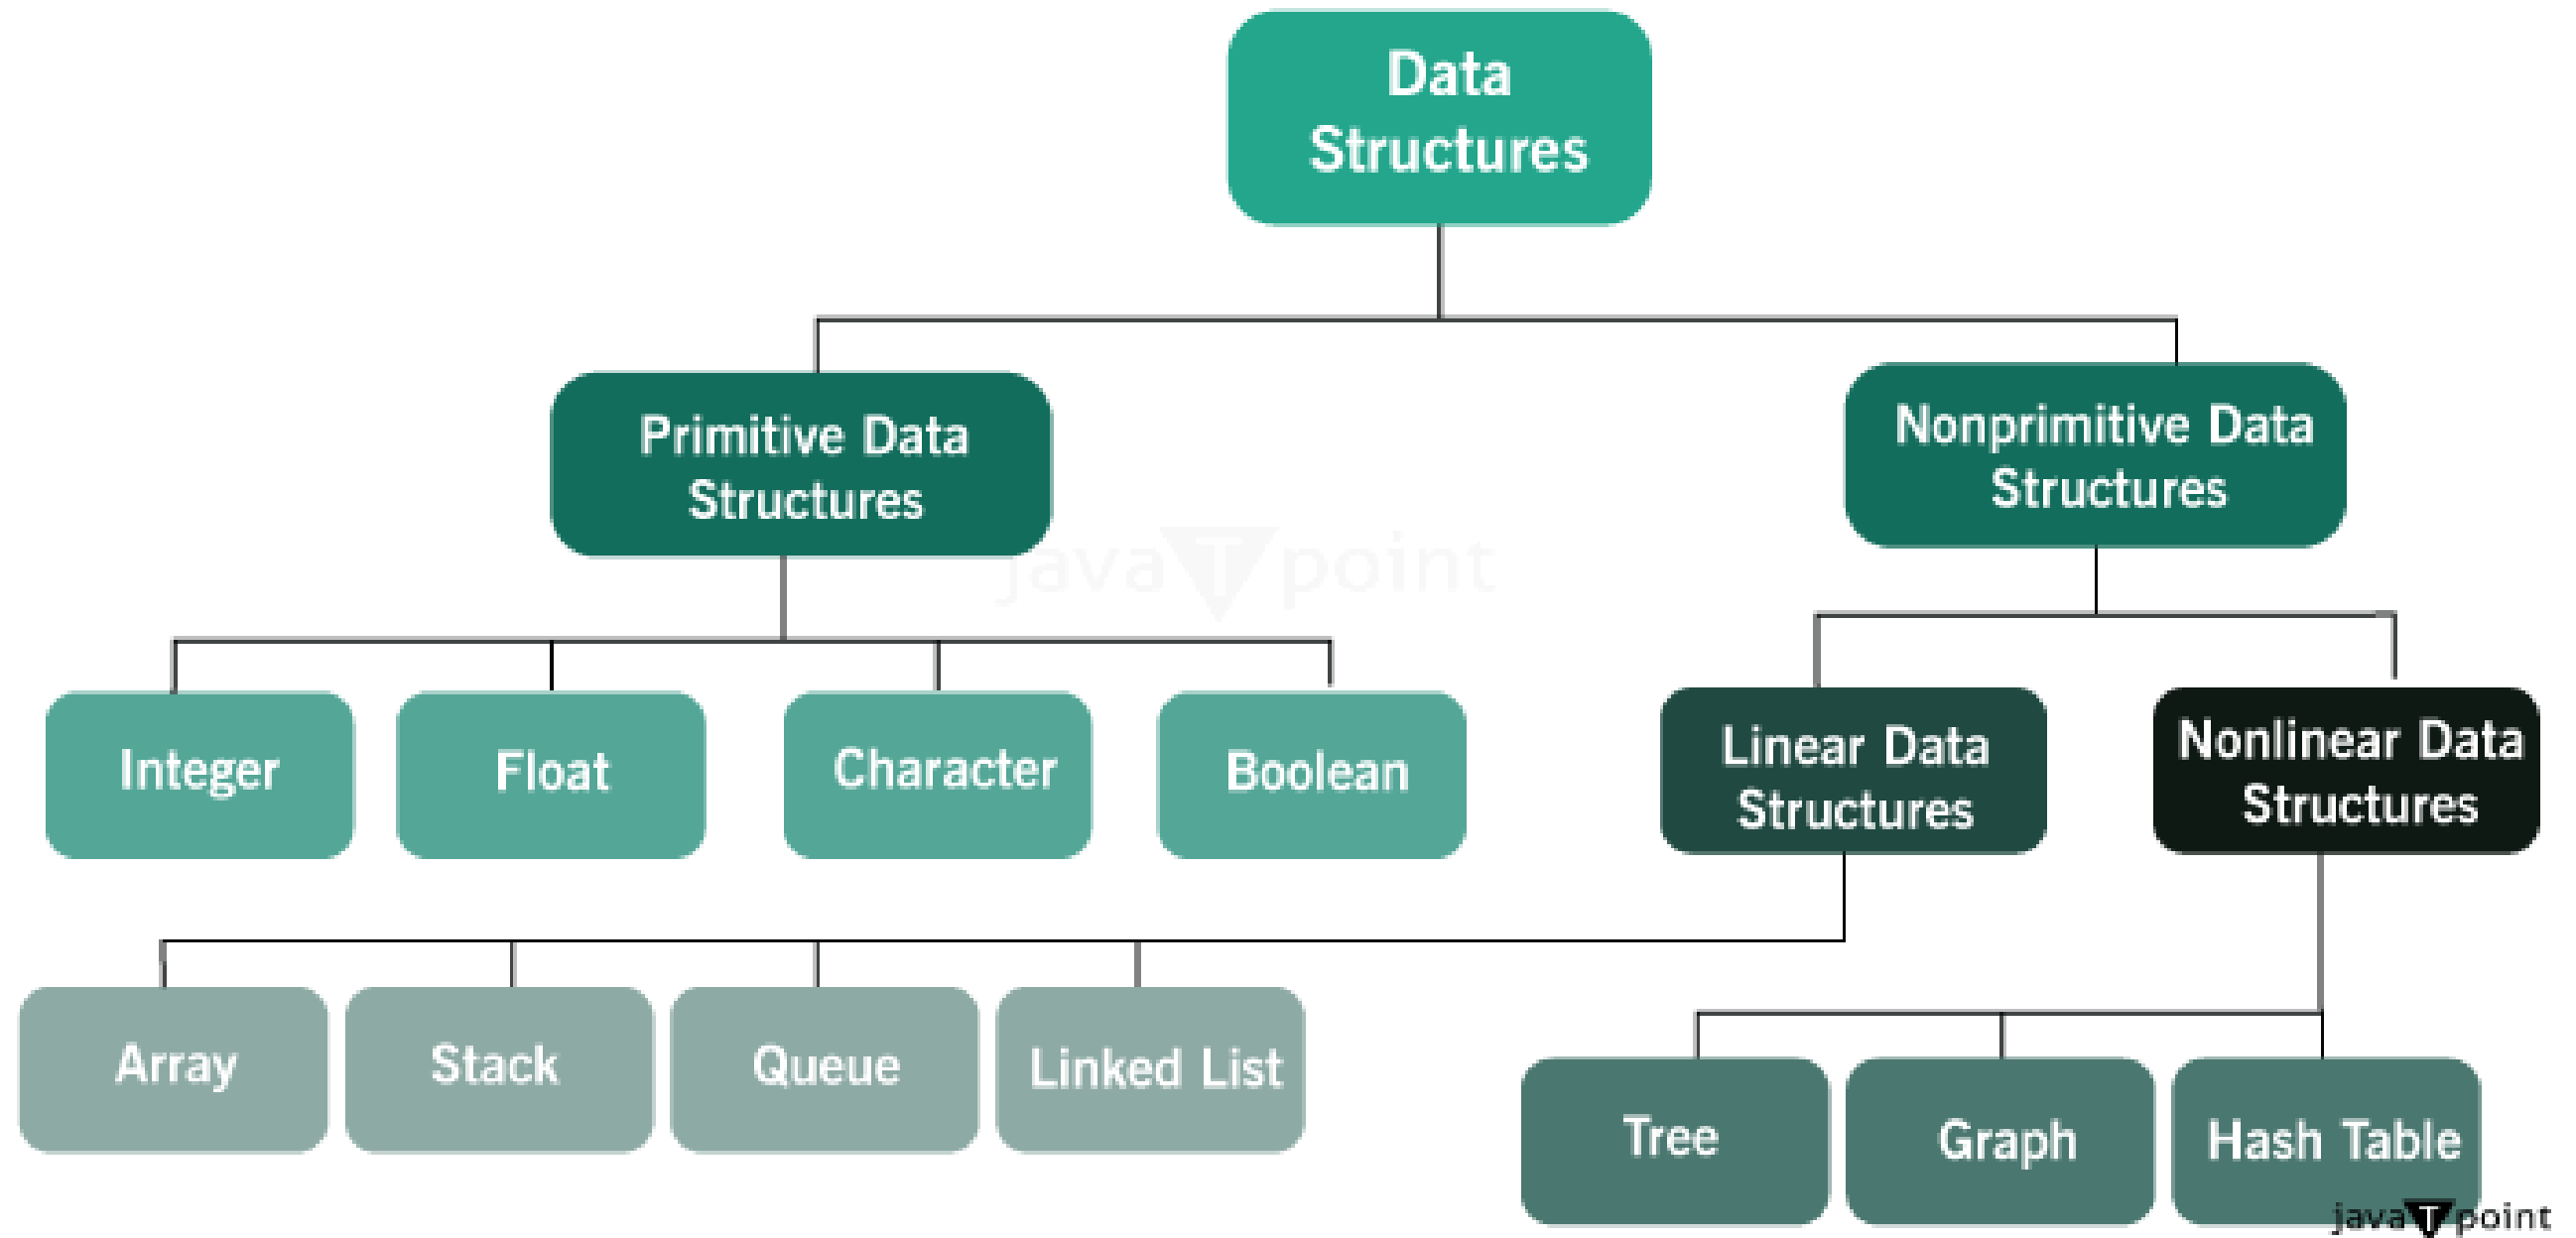 Data
Structures
Primitive Data
Structures
Nonprimitive Data
Structures
javaTpoint
Integer
Float
Character
Boolean
Linear Data
Structures
Nonlinear Data
Structures
Array
Stack
Queue
Linked List
Tree
Graph
Hash Table
javaTpoint